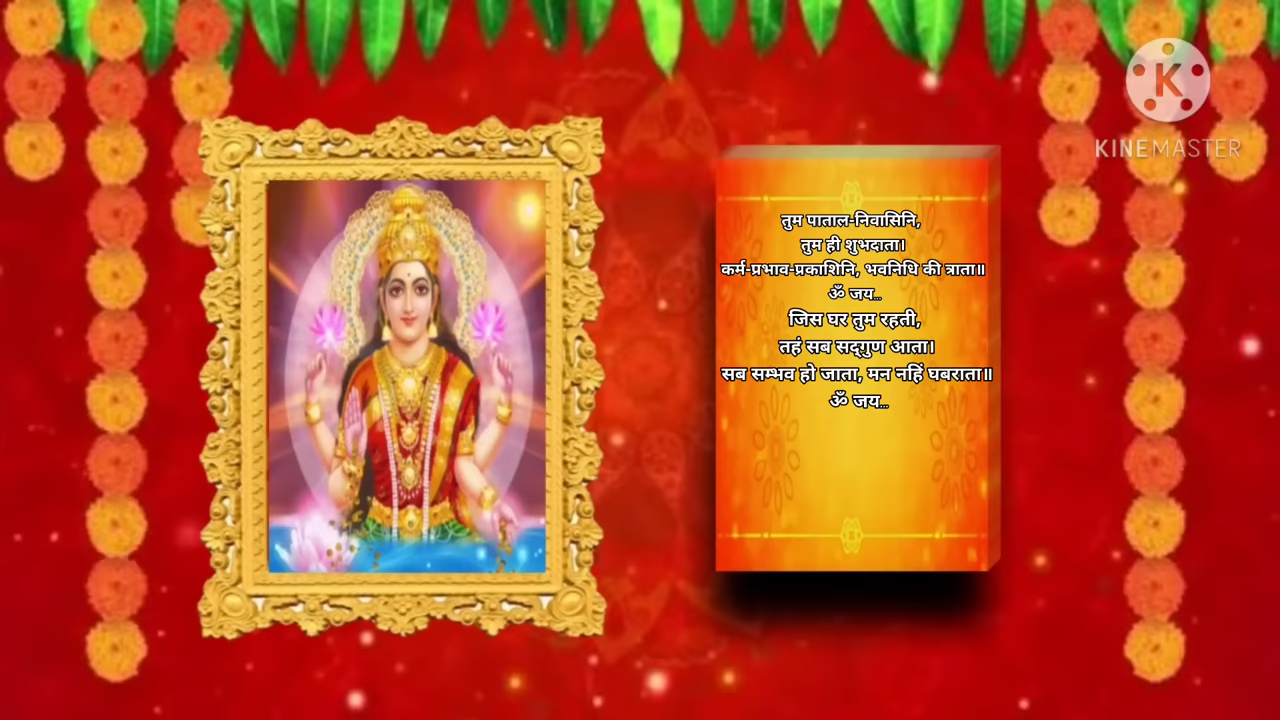 तुम पाताल-निवासिनि,
तुम ही शुभदाता।
कर्म-प्रभाव-प्रकाशिनि, भवनिधि की त्राता॥
ॐ जय...
जिस घर तुम रहती,
तहं सब सद्‌गुण आता।
सब सम्भव हो जाता, मन नहिं घबराता॥
ॐ जय...
K
KINEMASTER